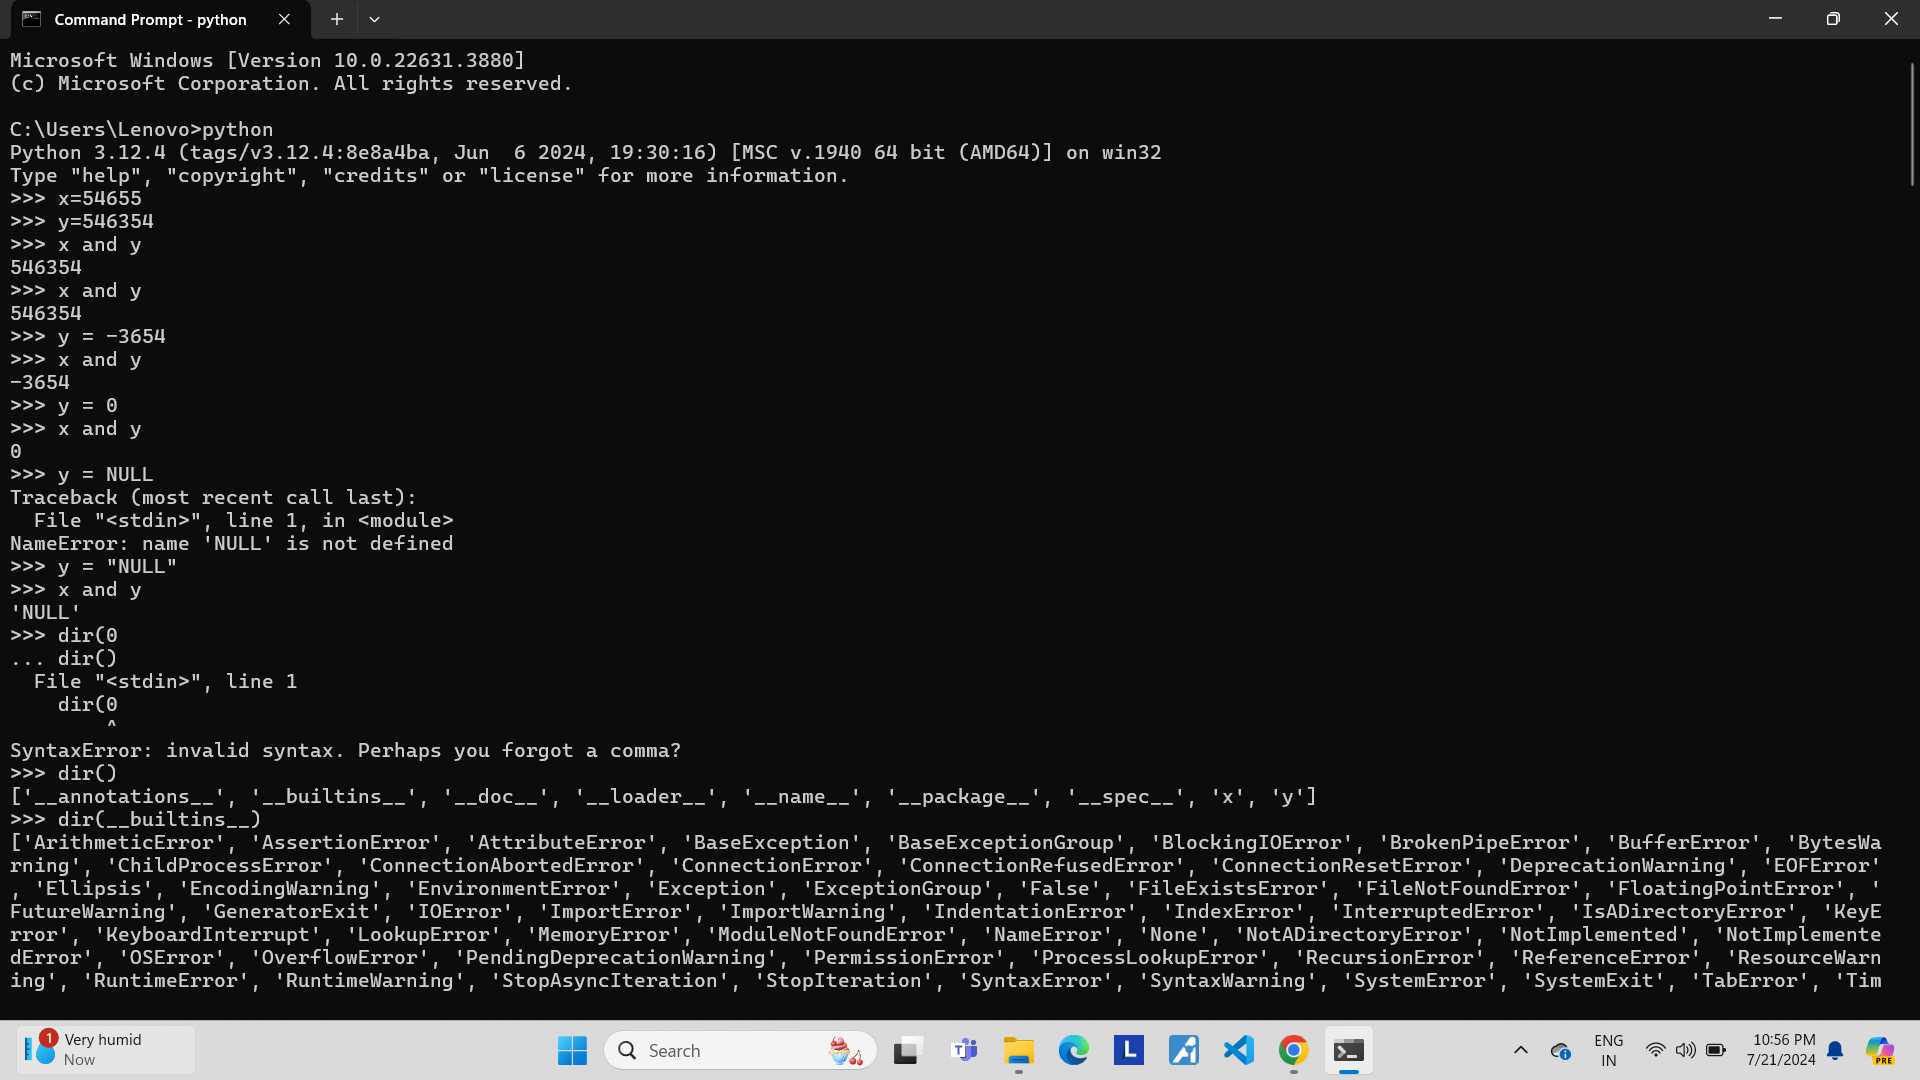 Command Prompt - python
Microsoft Windows [Version 10.0.22631.3880]
(c) Microsoft Corporation. All rights reserved.
C:\Users\Lenovo>python
Python 3.12.4 (tags/v3.12.4:8e8a4ba, Jun  6 2024, 19:30:16) [MSC v.1940 64 bit (AMD64)] on win32
Type "help", "copyright", "credits" or "license" for more information.
>>> x=54655
>>> y=546354
>>> x and y
546354
>>> x and y
546354
>>> y = -3654
>>> x and y
-3654
>>> y = 0
>>> x and y
0
>>> y = NULL
Traceback (most recent call last):
  File "<stdin>", line 1, in <module>
NameError: name 'NULL' is not defined
>>> y = "NULL"
>>> x and y
'NULL'
>>> dir(0
... dir()
  File "<stdin>", line 1
    dir(0
        ^
SyntaxError: invalid syntax. Perhaps you forgot a comma?
>>> dir()
['__annotations__', '__builtins__', '__doc__', '__loader__', '__name__', '__package__', '__spec__', 'x', 'y']
>>> dir(__builtins__)
['ArithmeticError', 'AssertionError', 'AttributeError', 'BaseException', 'BaseExceptionGroup', 'BlockingIOError', 'BrokenPipeError', 'BufferError', 'BytesWa
rning', 'ChildProcessError', 'ConnectionAbortedError', 'ConnectionError', 'ConnectionRefusedError', 'ConnectionResetError', 'DeprecationWarning', 'EOFError'
, 'Ellipsis', 'EncodingWarning', 'EnvironmentError', 'Exception', 'ExceptionGroup', 'False', 'FileExistsError', 'FileNotFoundError', 'FloatingPointError', '
FutureWarning', 'GeneratorExit', 'IOError', 'ImportError', 'ImportWarning', 'IndentationError', 'IndexError', 'InterruptedError', 'IsADirectoryError', 'KeyE
rror', 'KeyboardInterrupt', 'LookupError', 'MemoryError', 'ModuleNotFoundError', 'NameError', 'None', 'NotADirectoryError', 'NotImplemented', 'NotImplemente
dError', 'OSError', 'OverflowError', 'PendingDeprecationWarning', 'PermissionError', 'ProcessLookupError', 'RecursionError', 'ReferenceError', 'ResourceWarn
ing', 'RuntimeError', 'RuntimeWarning', 'StopAsyncIteration', 'StopIteration', 'SyntaxError', 'SyntaxWarning', 'SystemError', 'SystemExit', 'TabError', 'Tim
1
Very humid
Now
Search
T
L
ENG
IN
10:56 PM
7/21/2024
PRE